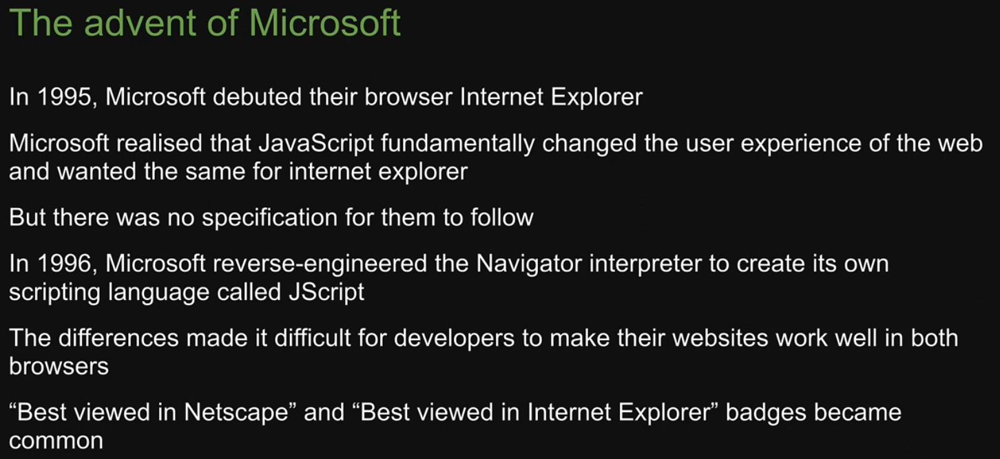 The advent of Microsoft
In 1995, Microsoft debuted their browser Internet Explorer
Microsoft realised that JavaScript fundamentally changed the user experience of the web
and wanted the same for internet explorer
But there was no specification for them to follow
In 1996, Microsoft reverse-engineered the Navigator interpreter to create its own
scripting language called JScript
The differences made it difficult for developers to make their websites work well in both
browsers
“Best viewed in Netscape” and “Best viewed in Internet Explorer” badges became
common